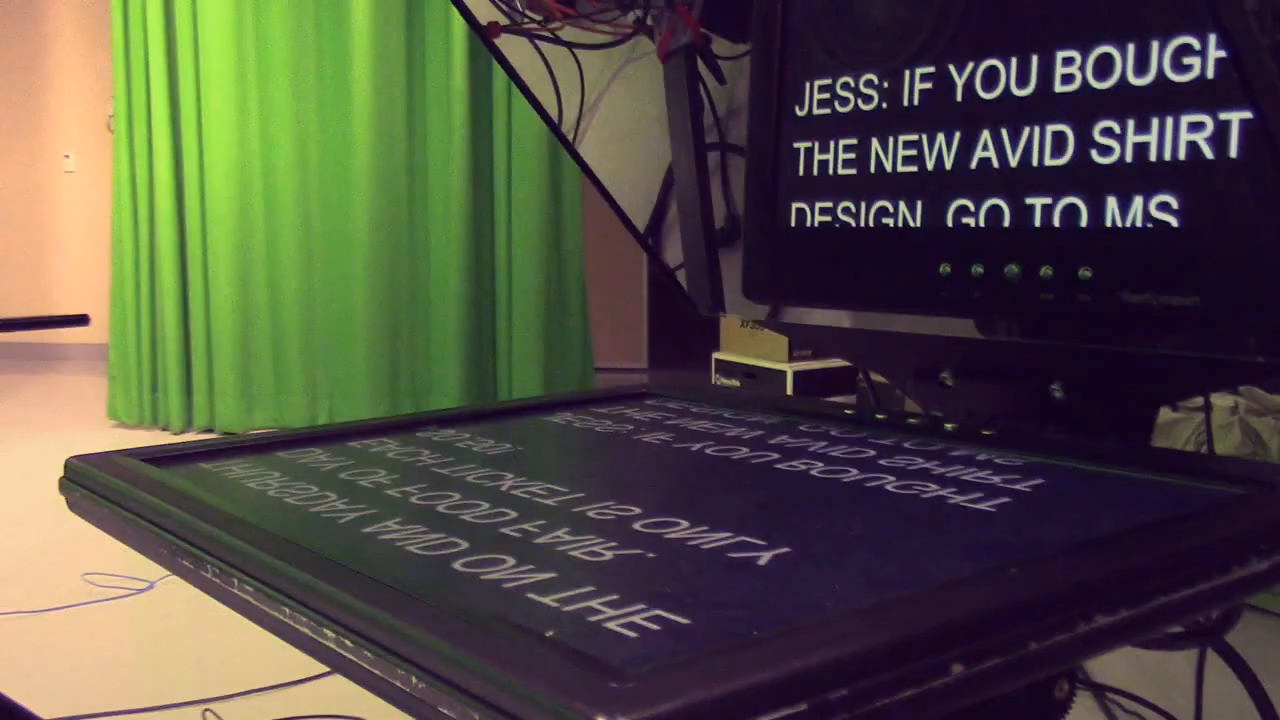 JESS: IF YOU BOUGH
THE NEW AVID SHIRT
DESIGN, GO TO MS
THURSDAY AND ON THE
DAY OF FOOD FAIR.
EACH TICKET IS ONLY
JESS: IF YOU BOUGHT
THE NEW AVID SHIRT